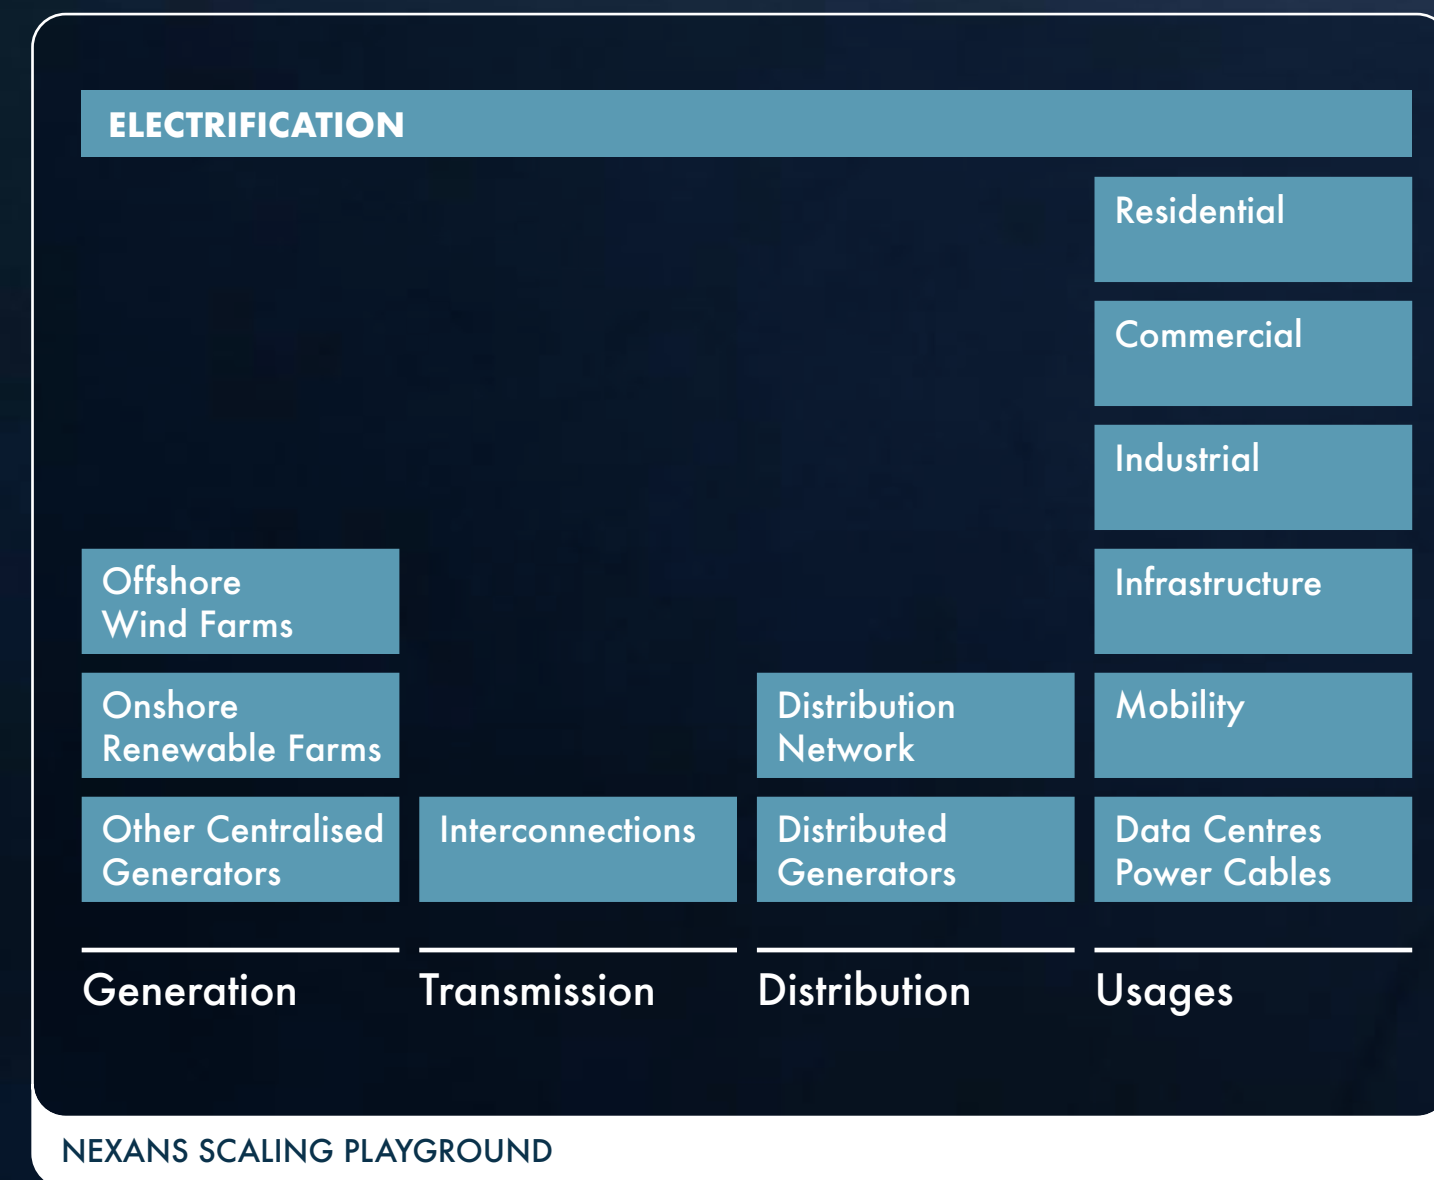 ELECTRIFICATION
Residential
Commercial
Industrial
Offshore
Wind Farms
Infrastructure
Onshore
Renewable Farms
Distribution
Network
Mobility
Other Centralised
Generators
Interconnections
Distributed
Generators
Data Centres
Power Cables
Generation
Transmission
Distribution
Usages
NEXANS SCALING PLAYGROUND